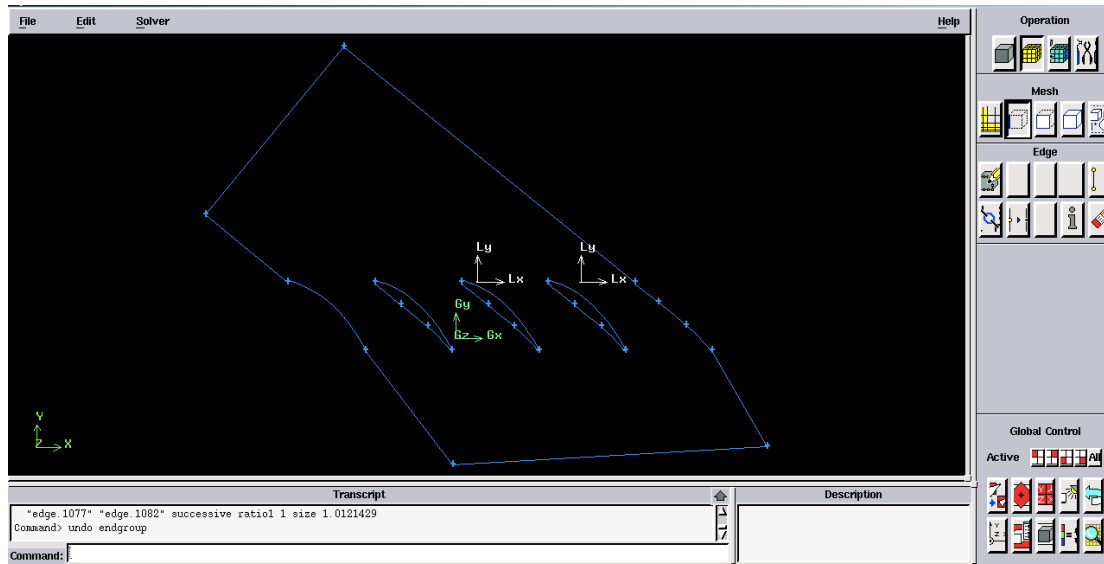 File Edit Solver Help
Operation
Mesh
Edge
Ly Ly
Lx Lx
Gy
Gz Gx
Y
Z X
Global Control
Active All
Transcript Description
"edge.1077" "edge.1082" successive ratio1 1 size 1.0121429
Command> undo endgroup
Command: